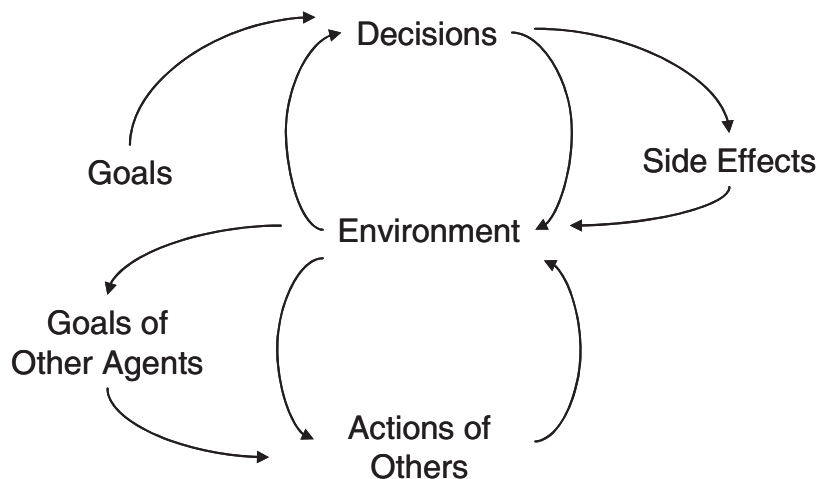 Decisions
Goals
Side Effects
Environment
Goals of
Other Agents
Actions of
Others